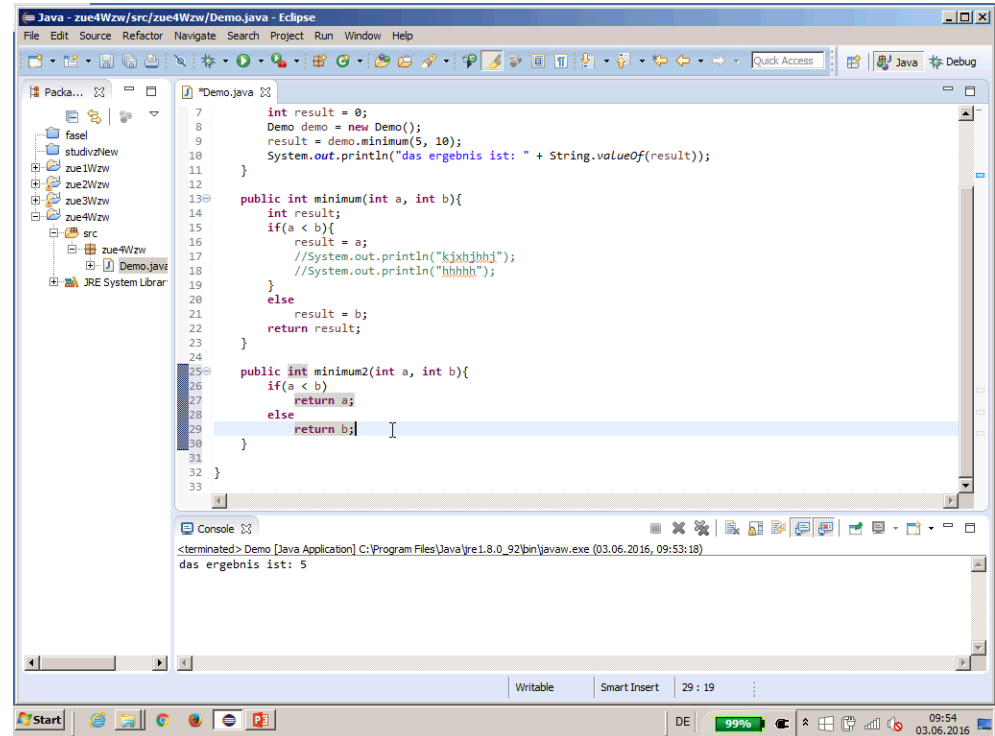 Java - zue4Wzw/src/zue4Wzw/Demo.java - Eclipse
File Edit Source Refactor Navigate Search Project Run Window Help
Quick Access Java Debug
Packa...
fasel
studivzNew
zue1Wzw
zue2Wzw
zue3Wzw
zue4Wzw
src
zue4Wzw
Demo.java
JRE System Librar
*Demo.java
7 int result = 0;
8 Demo demo = new Demo();
9 result = demo.minimum(5, 10);
10 System.out.println("das ergebnis ist: " + String.valueOf(result));
11 }
12
13 public int minimum(int a, int b){
14 int result;
15 if(a < b){
16 result = a;
17 //System.out.println("kjxhjhhj");
18 //System.out.println("hhhhh");
19 }
20 else
21 result = b;
22 return result;
23 }
24
25 public int minimum2(int a, int b){
26 if(a < b)
27 return a;
28 else
29 return b;
30 }
31
32 }
33
Console
<terminated> Demo [Java Application] C:\Program Files\Java\jre1.8.0_92\bin\javaw.exe (03.06.2016, 09:53:18)
das ergebnis ist: 5
Writable Smart Insert 29 : 19
Start DE 99% 09:54
03.06.2016